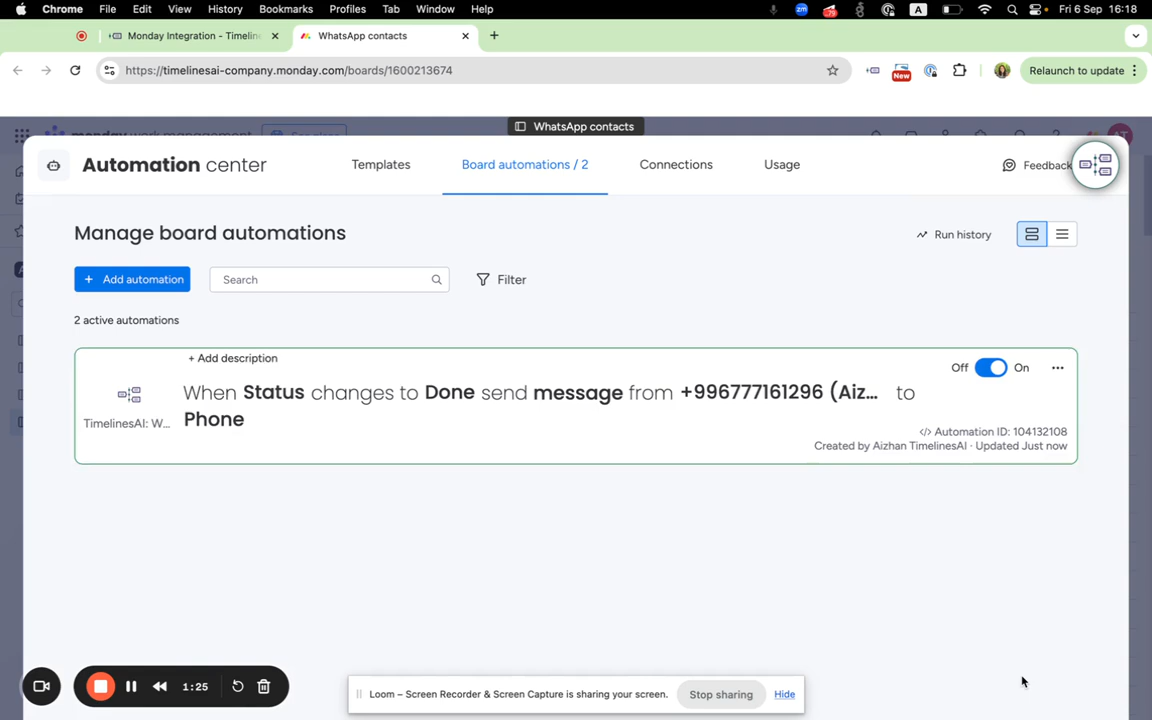 Chrome File Edit View History Bookmarks Profiles Tab Window Help
zm 79 A Fri 6 Sep 16:18
Monday Integration - Timelin
WhatsApp contacts
https://timelinesai-company.monday.com/boards/1600213674
New
Relaunch to update
monday work management
WhatsApp contacts
Automation center
Templates
Board automations / 2
Connections
Usage
Feedback
Manage board automations
Run history
+ Add automation
Search
Filter
2 active automations
+ Add description
Off On
When Status changes to Done send message from +996777161296 (Aiz... to
Phone
TimelinesAI: W...
</> Automation ID: 104132108
Created by Aizhan TimelinesAI · Updated Just now
1:25
Loom – Screen Recorder & Screen Capture is sharing your screen.
Stop sharing
Hide